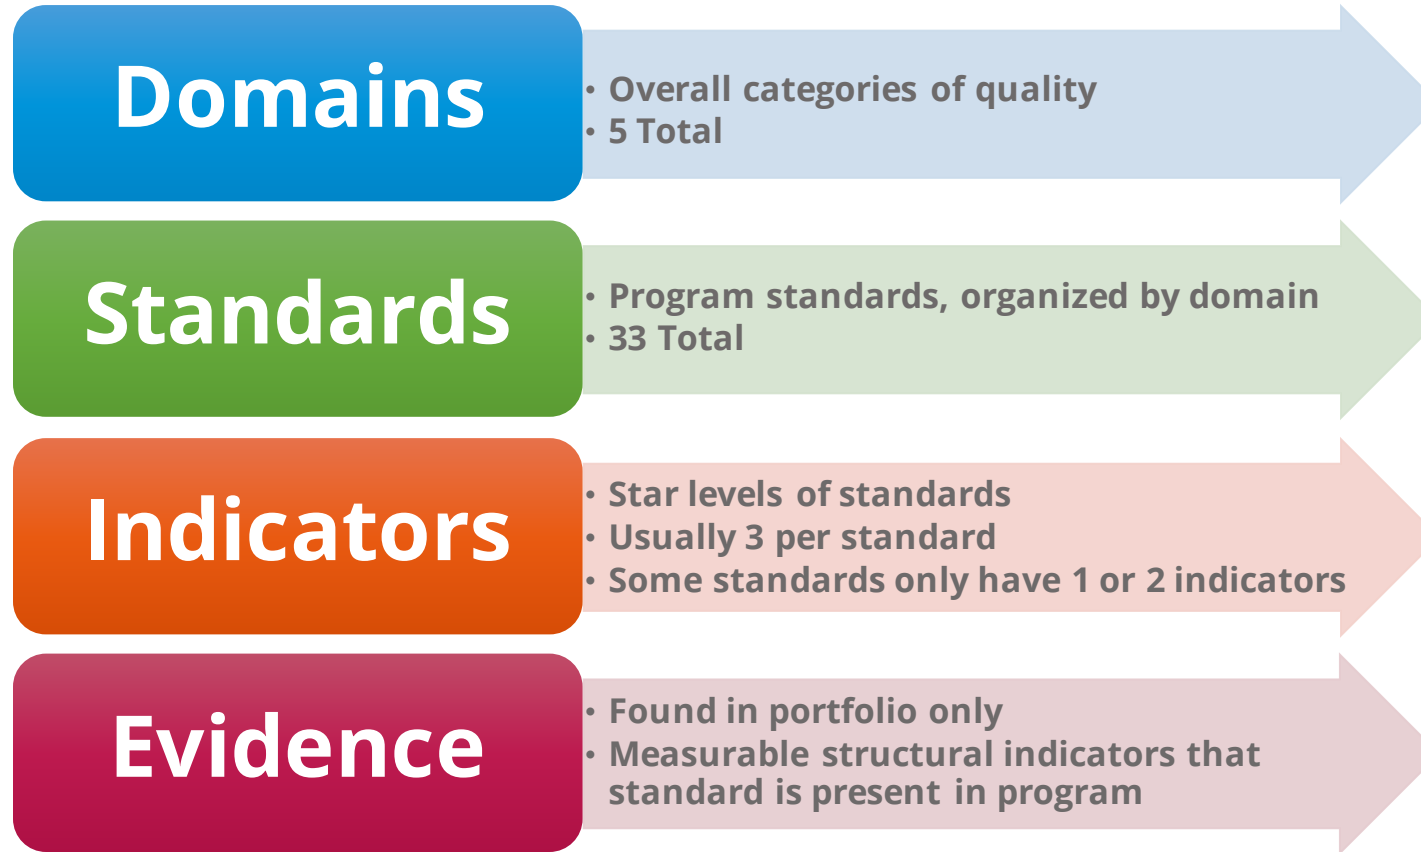 Domains
• Overall categories of quality
• 5 Total
Standards
• Program standards, organized by domain
• 33 Total
Indicators
• Star levels of standards
• Usually 3 per standard
• Some standards only have 1 or 2 indicators
Evidence
• Found in portfolio only
• Measurable structural indicators that
standard is present in program